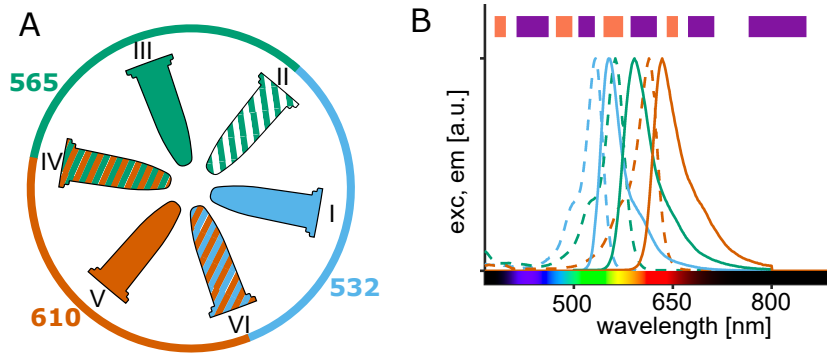 A
III
II
565
IV
I
V
610
VI
532
B
exc, em [a.u.]
500
650
800
wavelength [nm]